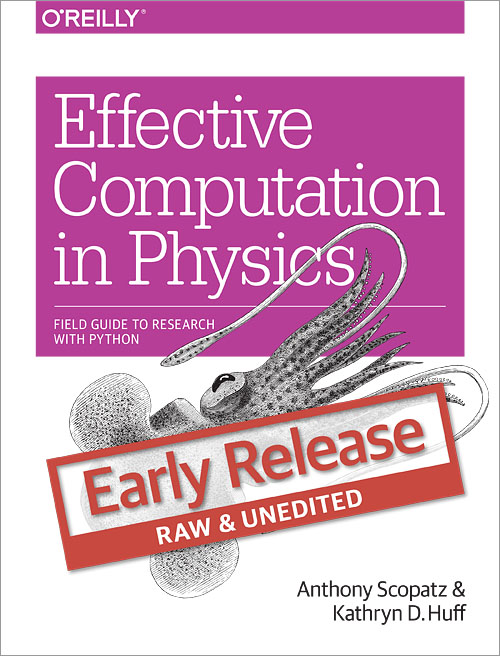 O'REILLY®
Effective
Computation
in Physics
FIELD GUIDE TO RESEARCH
WITH PYTHON
Early Release
RAW & UNEDITED
Anthony Scopatz &
Kathryn D. Huff